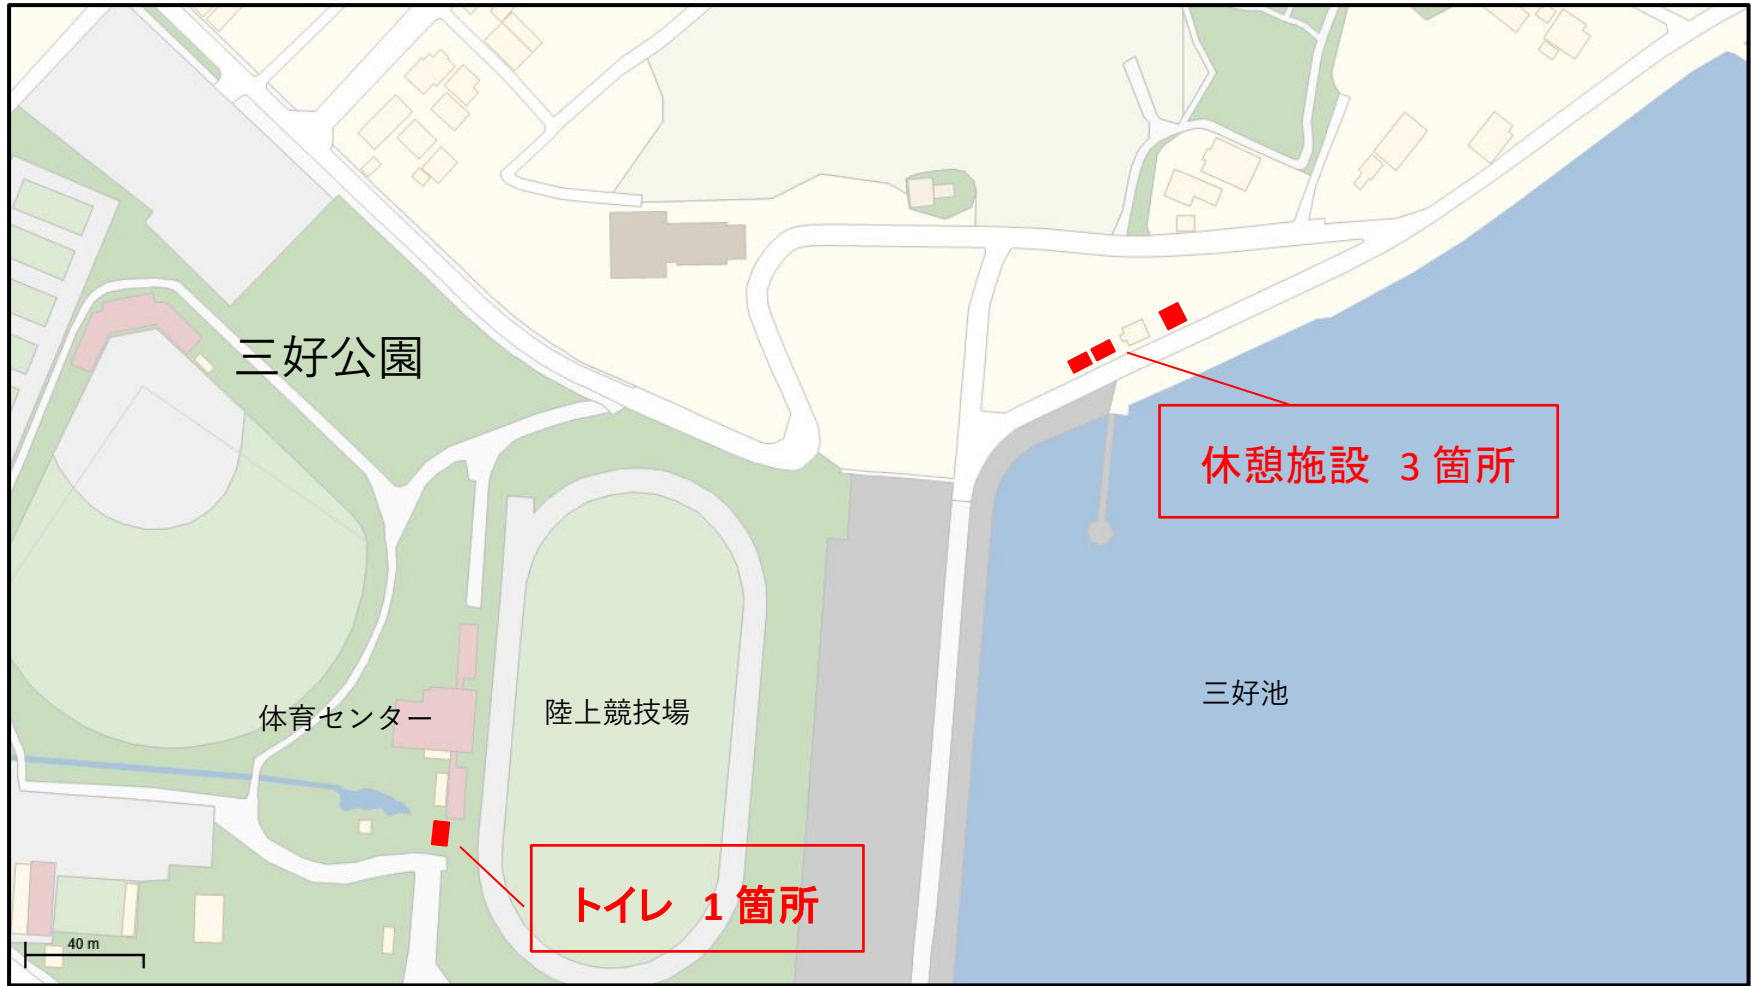 三好公園
休憩施設 3箇所
三好池
体育センター
陸上競技場
トイレ 1箇所
40 m